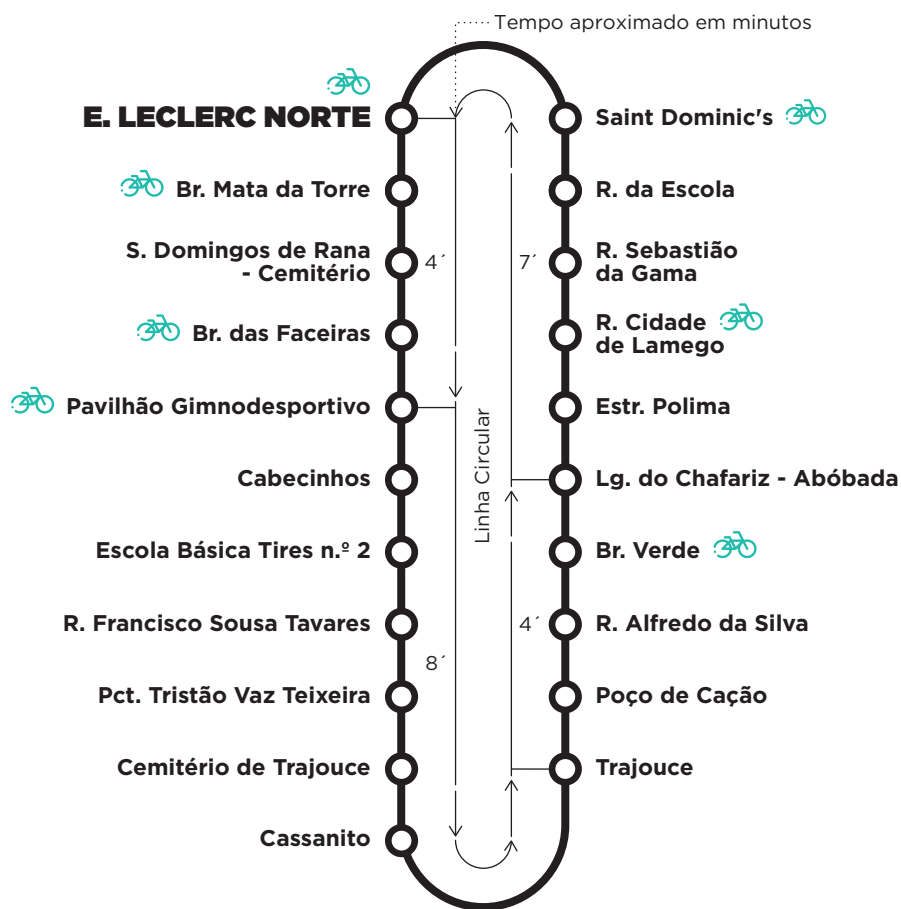 Tempo aproximado em minutos
E. LECLERC NORTE
Br. Mata da Torre
S. Domingos de Rana
- Cemitério
Br. das Faceiras
Pavilhão Gimnodesportivo
Cabecinhos
Escola Básica Tires n.º 2
R. Francisco Sousa Tavares
Pct. Tristão Vaz Teixeira
Cemitério de Trajouce
Cassanito
4´
8´
Linha Circular
7´
4´
Saint Dominic's
R. da Escola
R. Sebastião
da Gama
R. Cidade
de Lamego
Estr. Polima
Lg. do Chafariz - Abóbada
Br. Verde
R. Alfredo da Silva
Poço de Cação
Trajouce